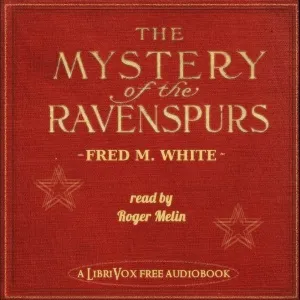 THE
MYSTERY
of the
RAVENSPURS
- FRED M. WHITE -
read by
Roger Melin
A LIBRIVOX FREE AUDIOBOOK